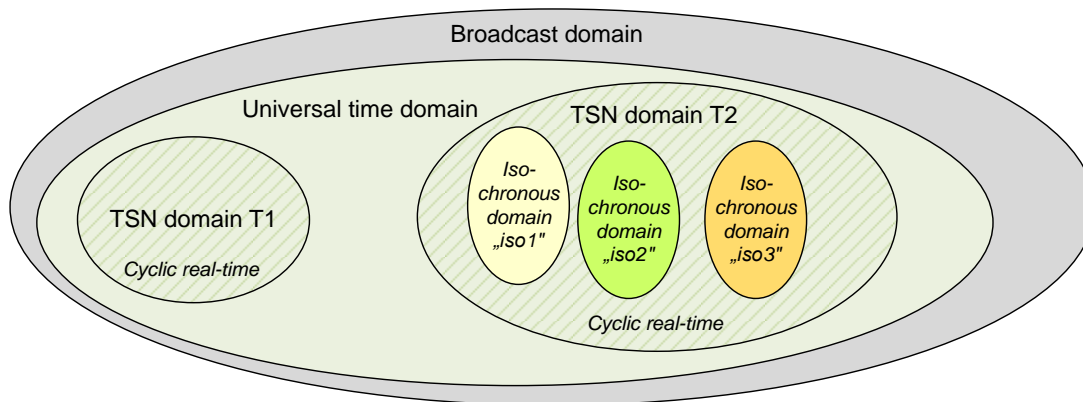 Broadcast domain
Universal time domain
TSN domain T2
TSN domain T1
Cyclic real-time
Iso-
chronous
domain
„iso1"
Iso-
chronous
domain
„iso2"
Iso-
chronous
domain
„iso3"
Cyclic real-time